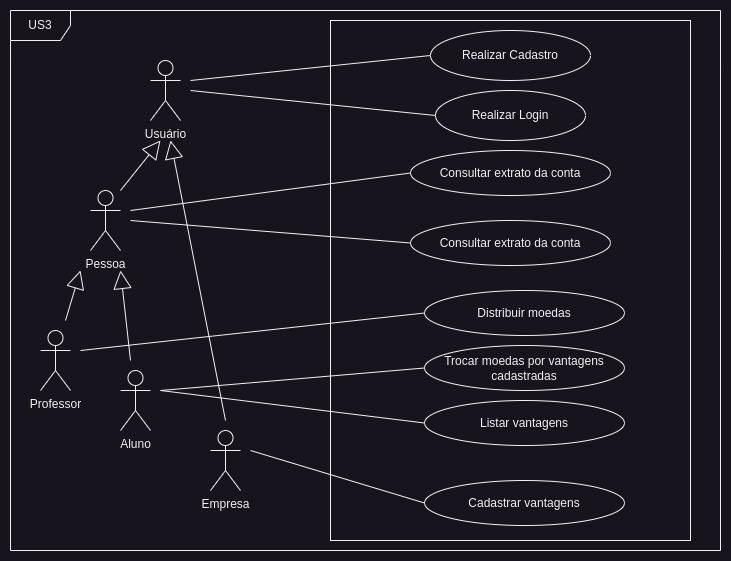 US3
Realizar Cadastro
Realizar Login
Usuário
Consultar extrato da conta
Consultar extrato da conta
Pessoa
Distribuir moedas
Trocar moedas por vantagens
cadastradas
Professor
Listar vantagens
Aluno
Cadastrar vantagens
Empresa